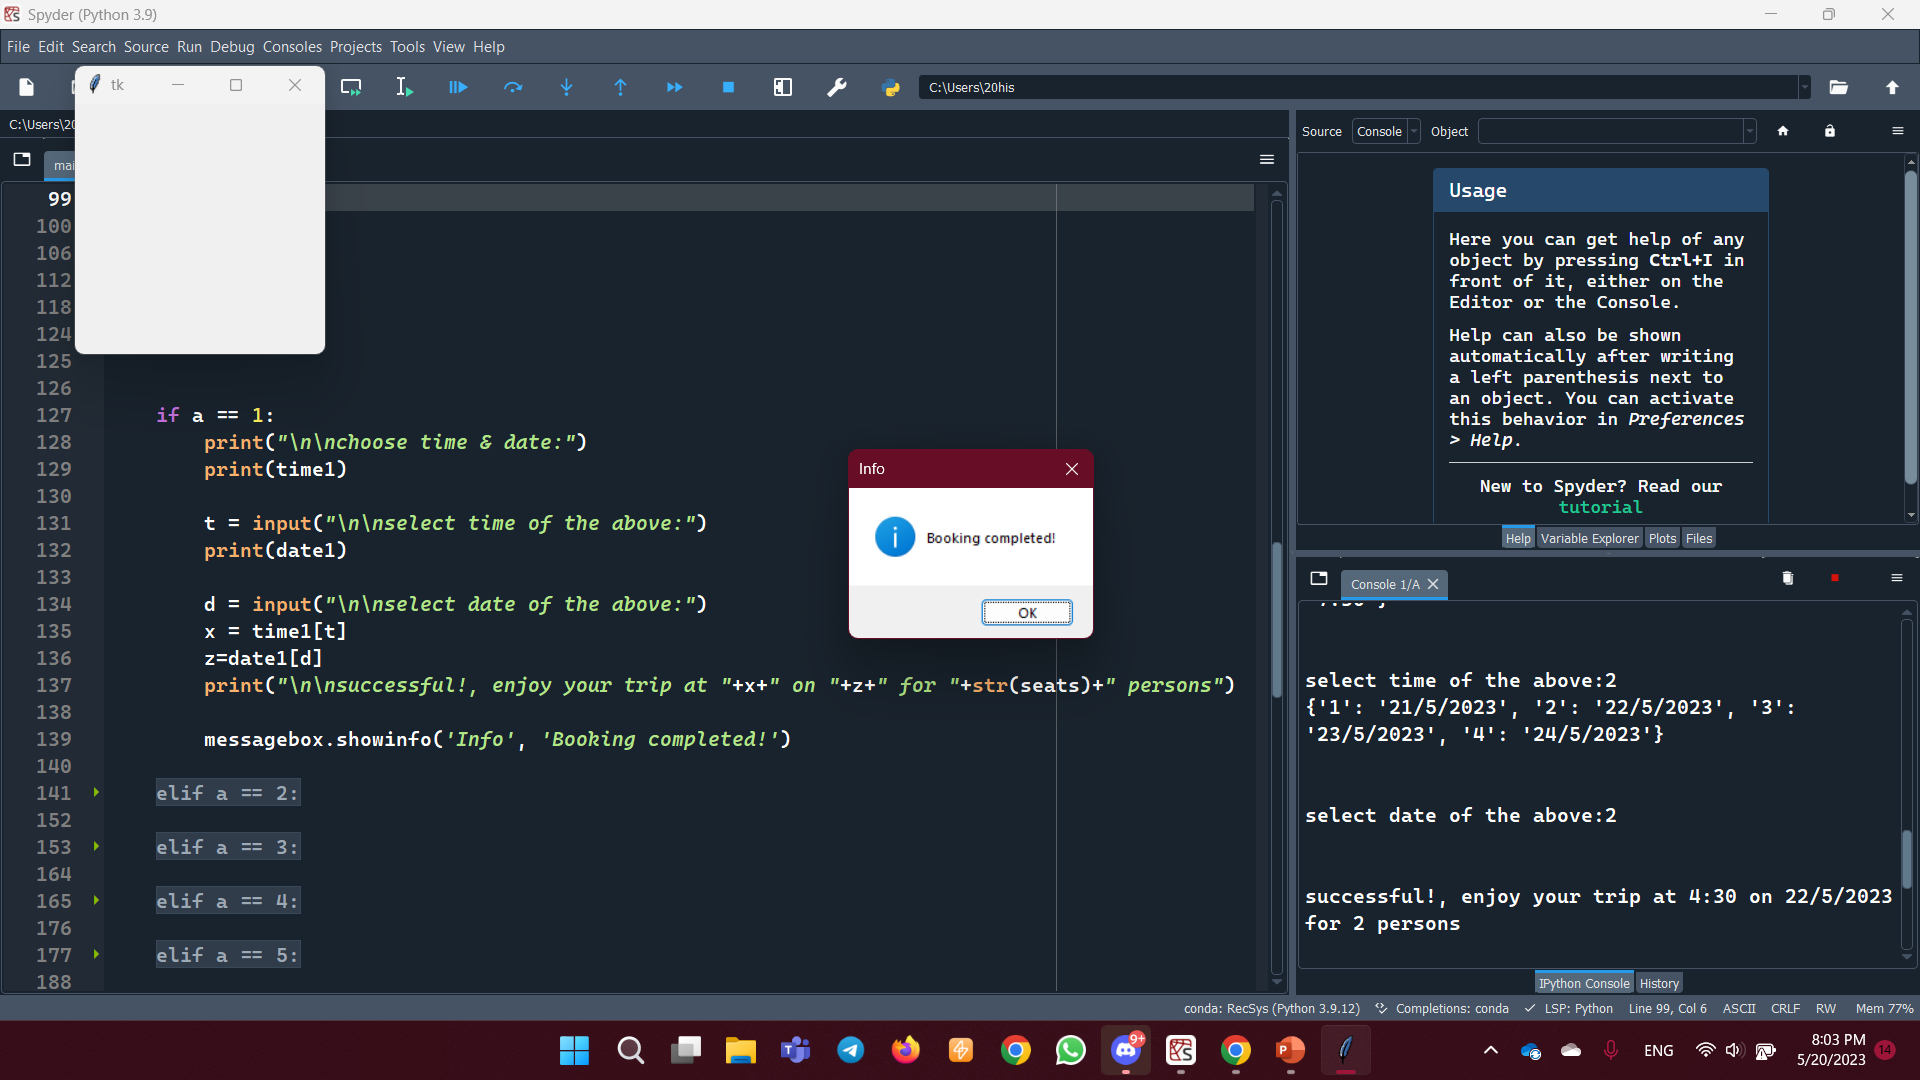 Spyder (Python 3.9)
File Edit Search Source Run Debug Consoles Projects Tools View Help
tk
C:\Users\20his
C:\Users\20
mai
99
100
106
112
118
124
125
126
127 if a == 1:
128 print("\n\nchoose time & date:")
129 print(time1)
130
131 t = input("\n\nselect time of the above:")
132 print(date1)
133
134 d = input("\n\nselect date of the above:")
135 x = time1[t]
136 z=date1[d]
137 print("\n\nsuccessful!, enjoy your trip at "+x+" on "+z+" for "+str(seats)+" persons")
138
139 messagebox.showinfo('Info', 'Booking completed!')
140
141 elif a == 2:
152
153 elif a == 3:
164
165 elif a == 4:
176
177 elif a == 5:
188
Info
Booking completed!
OK
Source Console Object
Usage
Here you can get help of any
object by pressing Ctrl+I in
front of it, either on the
Editor or the Console.
Help can also be shown
automatically after writing
a left parenthesis next to
an object. You can activate
this behavior in Preferences
> Help.
New to Spyder? Read our
tutorial
Help Variable Explorer Plots Files
Console 1/A
select time of the above:2
{'1': '21/5/2023', '2': '22/5/2023', '3':
'23/5/2023', '4': '24/5/2023'}
select date of the above:2
successful!, enjoy your trip at 4:30 on 22/5/2023
for 2 persons
IPython Console History
conda: RecSys (Python 3.9.12) Completions: conda LSP: Python Line 99, Col 6 ASCII CRLF RW Mem 77%
9+
ENG
8:03 PM
5/20/2023
14